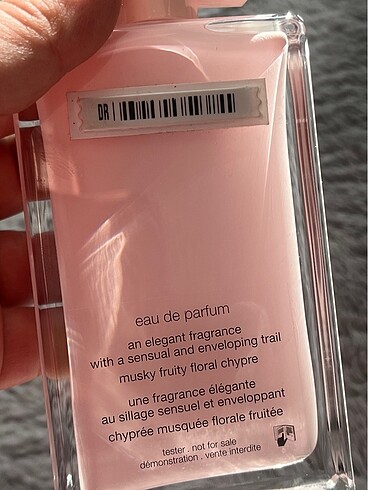 DR
eau de parfum
an elegant fragrance
with a sensual and enveloping trail
musky fruity floral chypre
une fragrance élégante
au sillage sensuel et enveloppant
chyprée musquée florale fruitée
tester . not for sale
démonstration . vente interdite